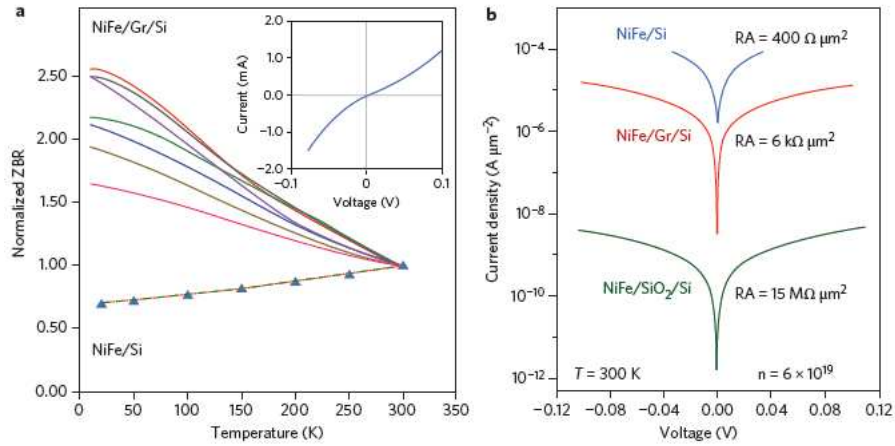 a
NiFe/Gr/Si
Normalized ZBR
2.50
2.00
1.50
1.00
0.50
0.00
NiFe/Si
0
50
100
150
200
250
300
350
Temperature (K)
Current (mA)
2.0
1.0
0.0
-1.0
-2.0
-0.1
0
0.1
Voltage (V)
b
Current density (A μm⁻²)
10⁻⁴
10⁻⁶
10⁻⁸
10⁻¹⁰
10⁻¹²
NiFe/Si
RA = 400 Ω μm²
NiFe/Gr/Si
RA = 6 kΩ μm²
NiFe/SiO₂/Si
RA = 15 MΩ μm²
T = 300 K
n = 6 × 10¹⁹
−0.12
−0.08
−0.04
0.00
0.04
0.08
0.12
Voltage (V)